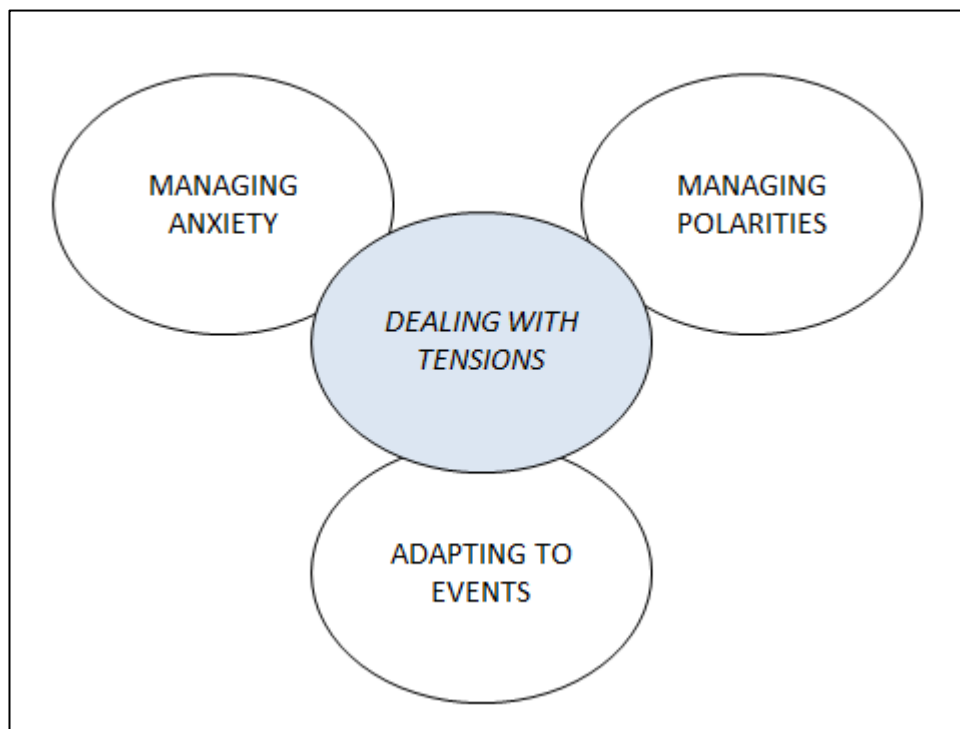 MANAGING
ANXIETY
MANAGING
POLARITIES
DEALING WITH
TENSIONS
ADAPTING TO
EVENTS